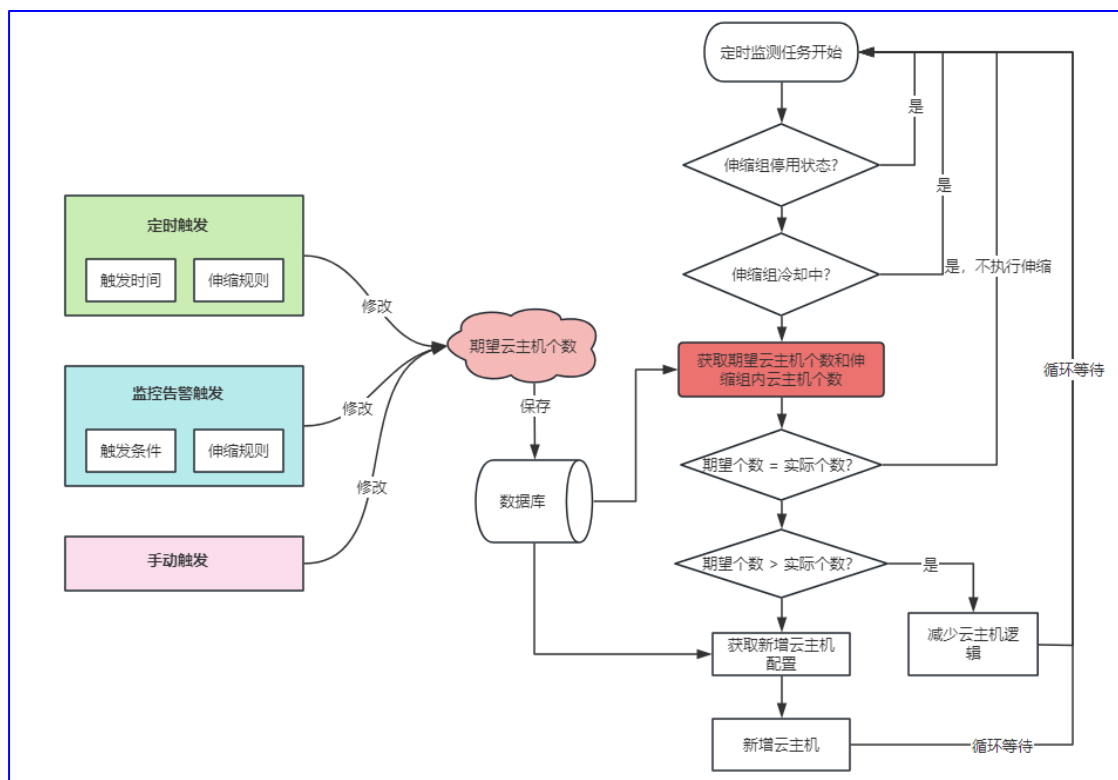 定时监测任务开始
是
伸缩组停用状态?
是
定时触发
触发时间
伸缩规则
伸缩组冷却中?
是，不执行伸缩
修改
期望云主机个数
获取期望云主机个数和伸
缩组内云主机个数
循环等待
监控告警触发
修改
保存
触发条件
伸缩规则
期望个数 = 实际个数?
修改
数据库
手动触发
期望个数 > 实际个数?
是
减少云主机逻
辑
获取新增云主机
配置
新增云主机
循环等待